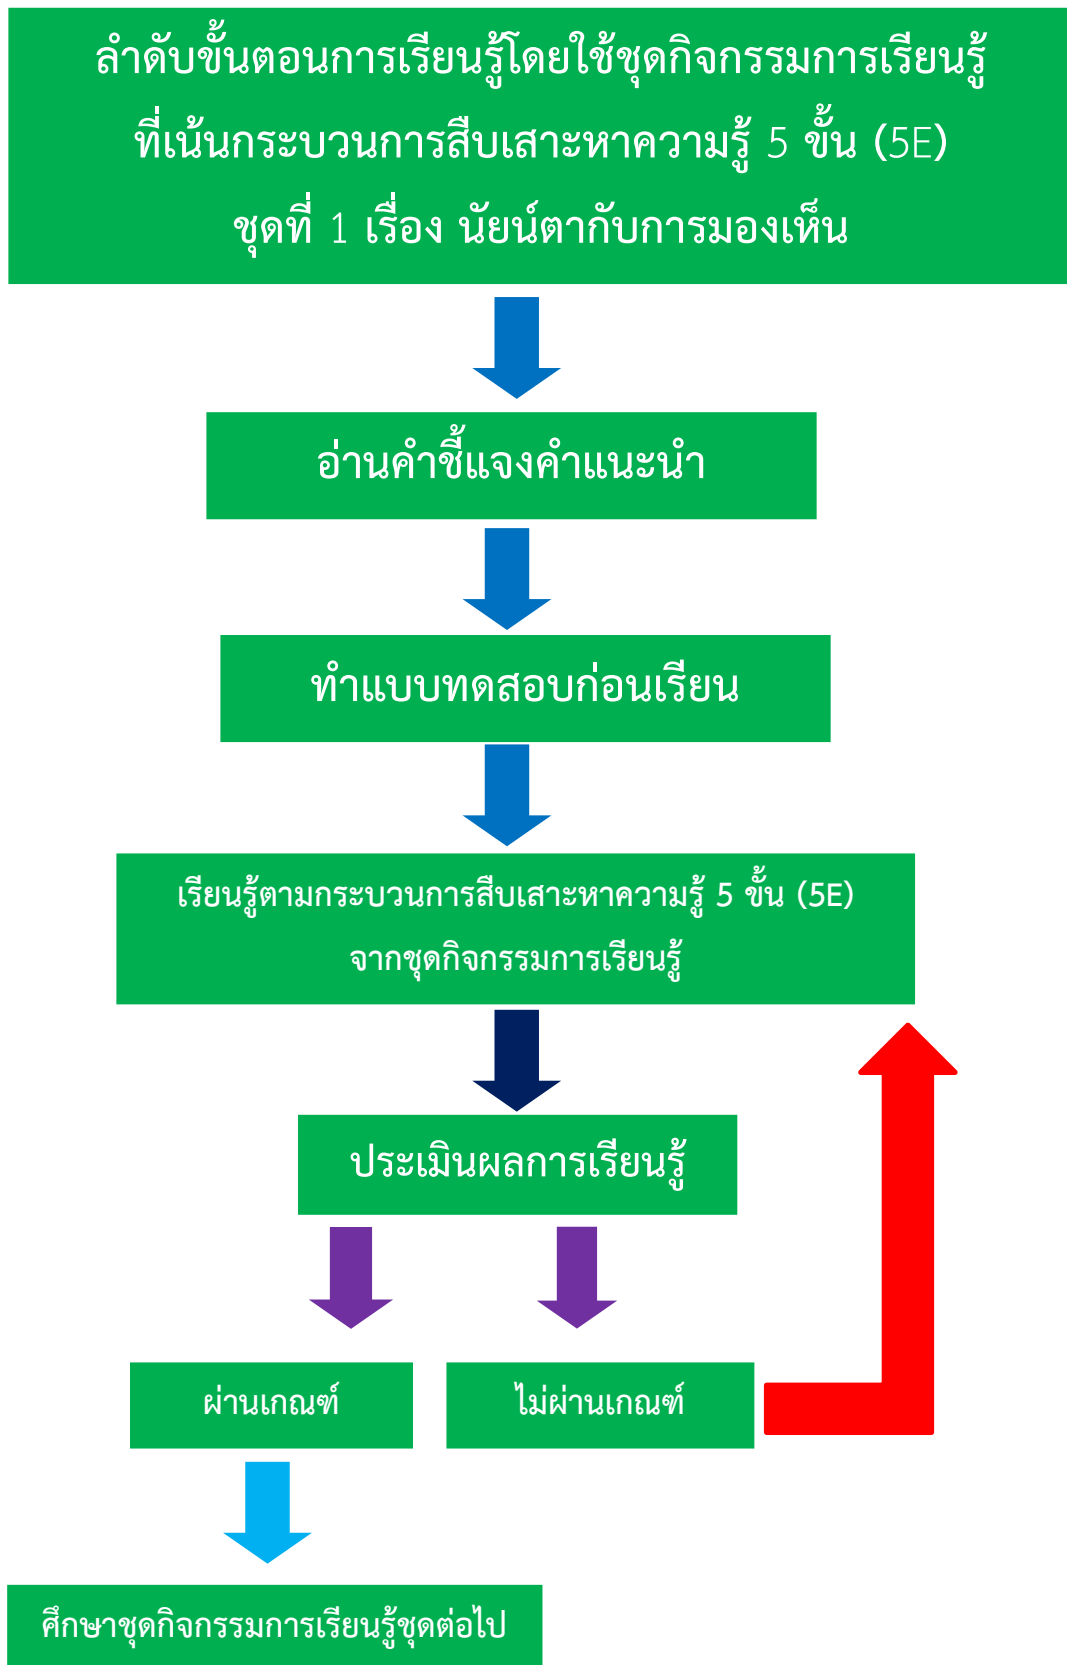 ลำดับขั้นตอนการเรียนรู้โดยใช้ชุดกิจกรรมการเรียนรู้
ที่เน้นกระบวนการสืบเสาะหาความรู้ 5 ขั้น (5E)
ชุดที่ 1 เรื่อง นัยน์ตากับการมองเห็น
อ่านคำชี้แจงคำแนะนำ
ทำแบบทดสอบก่อนเรียน
เรียนรู้ตามกระบวนการสืบเสาะหาความรู้ 5 ขั้น (5E)
จากชุดกิจกรรมการเรียนรู้
ประเมินผลการเรียนรู้
ผ่านเกณฑ์
ไม่ผ่านเกณฑ์
ศึกษาชุดกิจกรรมการเรียนรู้ชุดต่อไป